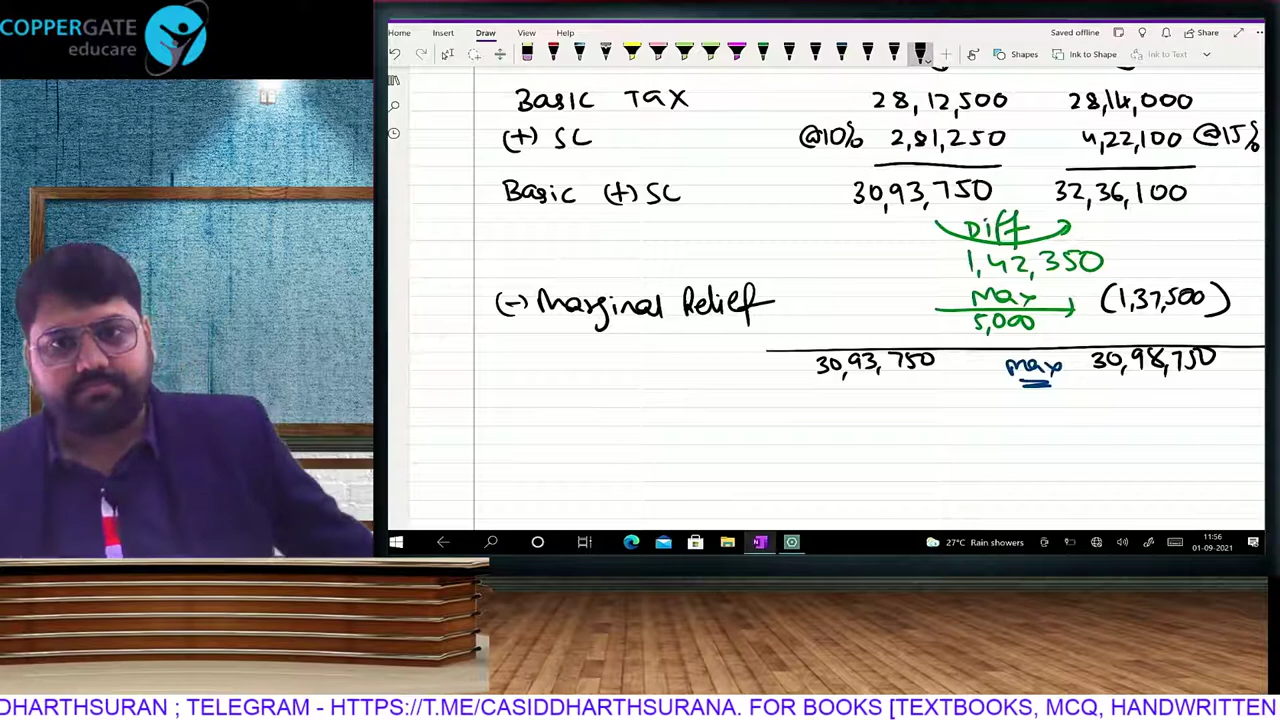 COPPERGATE
educare
Home Insert Draw View Help
Saved offline Share
Shapes Ink to Shape Ink to Text
Basic Tax 28,12,500 28,14,000
(+) SC @10% 2,81,250 4,22,100 @15%
Basic (+) SC 30,93,750 32,36,100
Diff
1,42,350
(-) Marginal Relief Max (1,37,500)
5,000
30,93,750 max 30,98,750
27°C Rain showers
11:56
01-09-2021
DHARTHSURAN ; TELEGRAM - HTTPS://T.ME/CASIDDHARTHSURANA. FOR BOOKS [TEXTBOOKS, MCQ, HANDWRITTEN